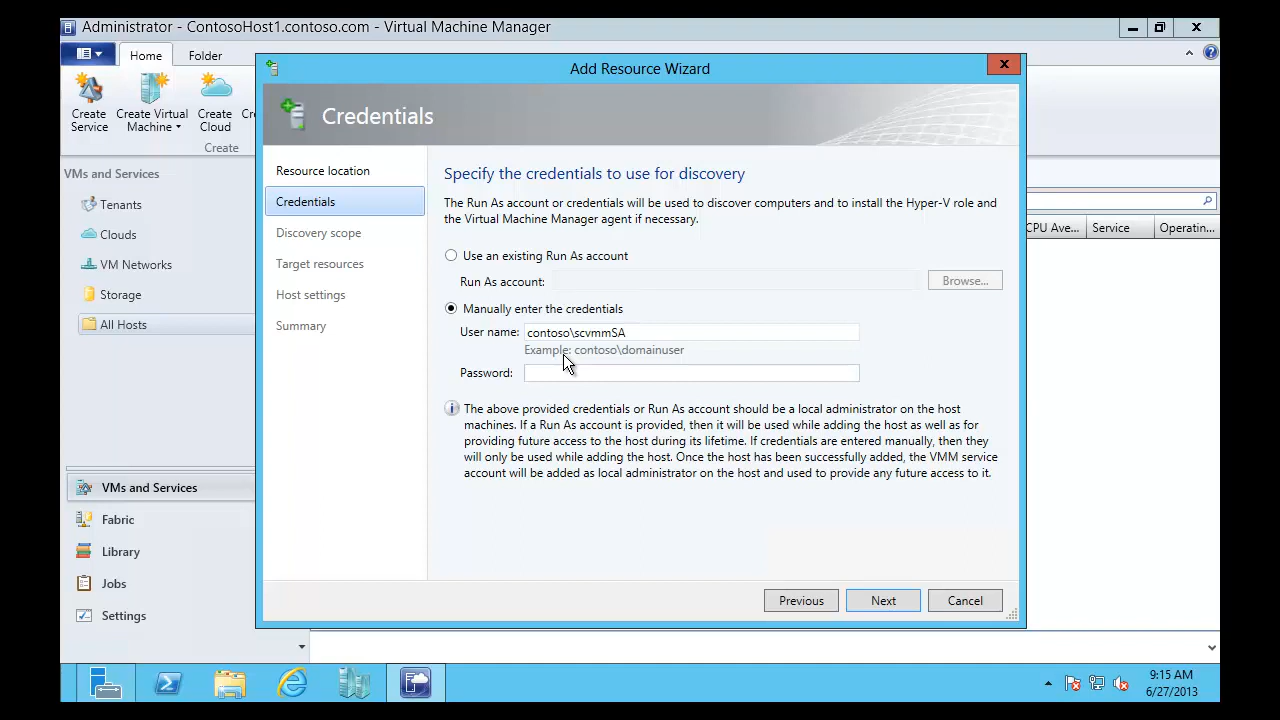 Administrator - ContosoHost1.contoso.com - Virtual Machine Manager
Home Folder
Create Service
Create Virtual Machine
Create Cloud
Create
VMs and Services
Tenants
Clouds
VM Networks
Storage
All Hosts
VMs and Services
Fabric
Library
Jobs
Settings
Add Resource Wizard
Credentials
Resource location
Credentials
Discovery scope
Target resources
Host settings
Summary
Specify the credentials to use for discovery
The Run As account or credentials will be used to discover computers and to install the Hyper-V role and
the Virtual Machine Manager agent if necessary.
Use an existing Run As account
Run As account: Browse...
Manually enter the credentials
User name: contoso\scvmmSA
Example: contoso\domainuser
Password:
The above provided credentials or Run As account should be a local administrator on the host
machines. If a Run As account is provided, then it will be used while adding the host as well as for
providing future access to the host during its lifetime. If credentials are entered manually, then they
will only be used while adding the host. Once the host has been successfully added, the VMM service
account will be added as local administrator on the host and used to provide any future access to it.
Previous Next Cancel
CPU Ave... Service Operatin...
9:15 AM
6/27/2013